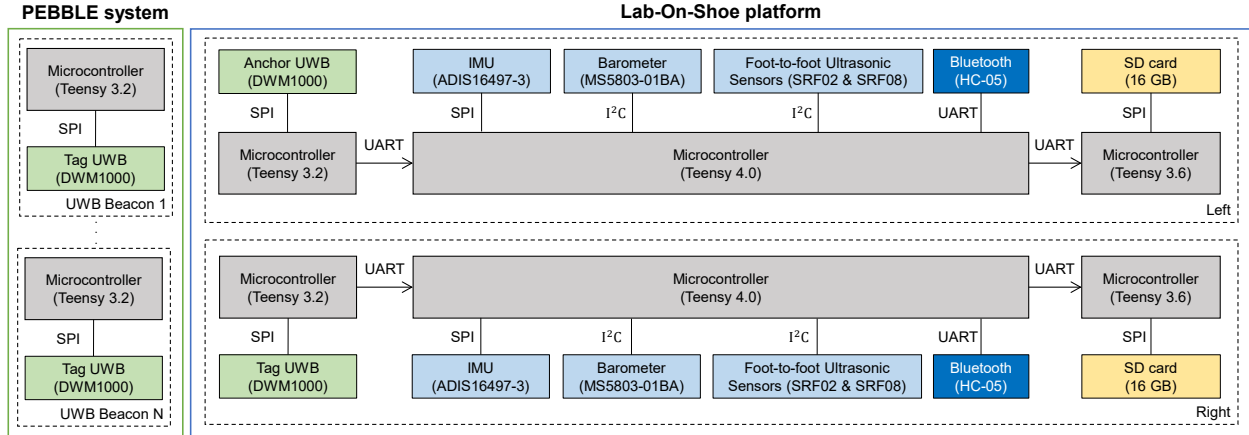 PEBBLE system
Microcontroller
(Teensy 3.2)
SPI
Tag UWB
(DWM1000)
UWB Beacon 1
.
.
.
Microcontroller
(Teensy 3.2)
SPI
Tag UWB
(DWM1000)
UWB Beacon N
Lab-On-Shoe platform
Anchor UWB
(DWM1000)
IMU
(ADIS16497-3)
Barometer
(MS5803-01BA)
Foot-to-foot Ultrasonic
Sensors (SRF02 & SRF08)
Bluetooth
(HC-05)
SD card
(16 GB)
SPI
SPI
I²C
I²C
UART
SPI
Microcontroller
(Teensy 3.2)
UART
Microcontroller
(Teensy 4.0)
UART
Microcontroller
(Teensy 3.6)
Left
Microcontroller
(Teensy 3.2)
UART
Microcontroller
(Teensy 4.0)
UART
Microcontroller
(Teensy 3.6)
SPI
SPI
I²C
I²C
UART
SPI
Tag UWB
(DWM1000)
IMU
(ADIS16497-3)
Barometer
(MS5803-01BA)
Foot-to-foot Ultrasonic
Sensors (SRF02 & SRF08)
Bluetooth
(HC-05)
SD card
(16 GB)
Right